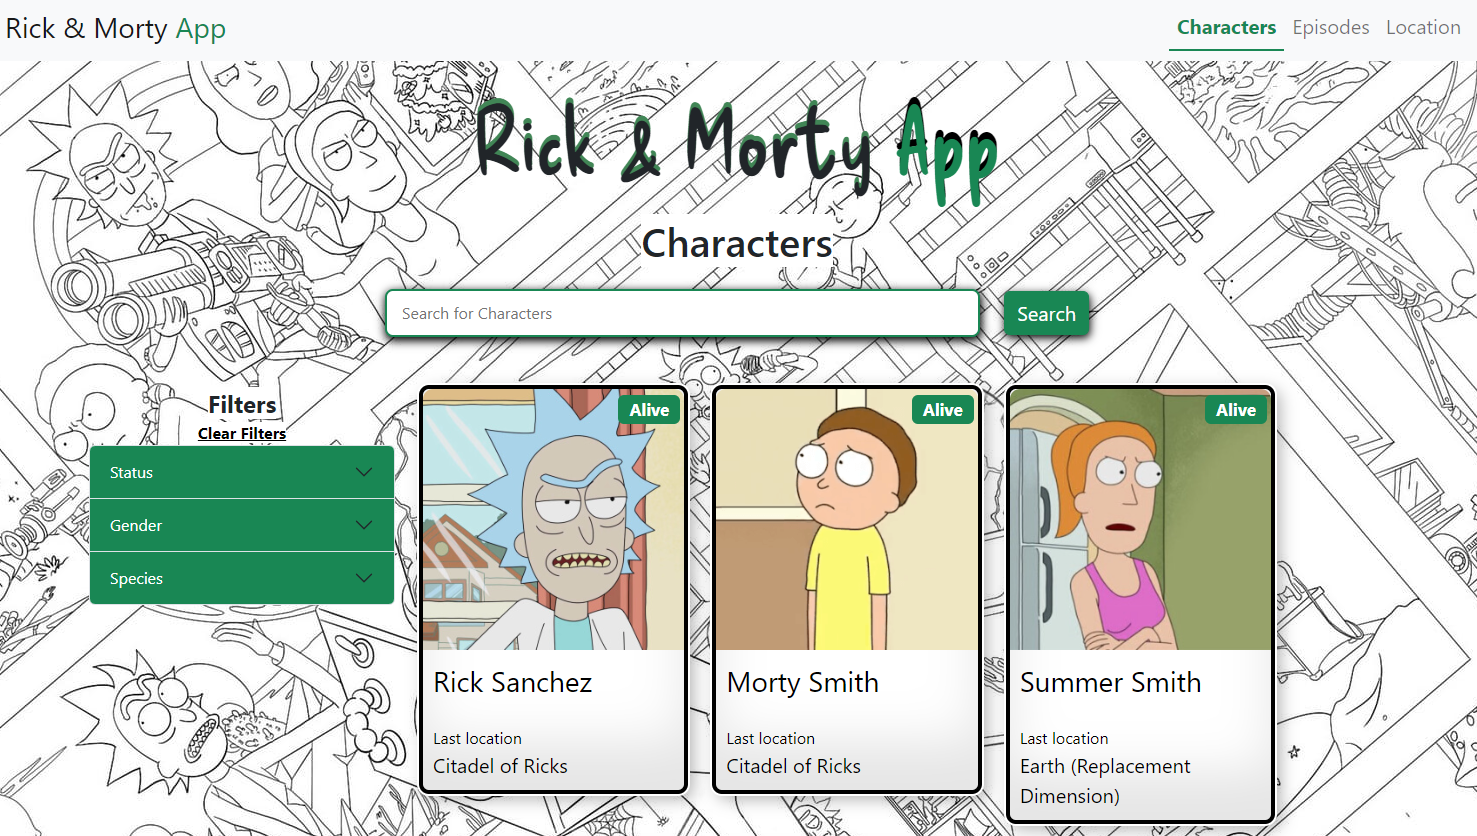 Rick & Morty App
Characters Episodes Location
Rick & Morty App
Characters
Search for Characters
Search
Filters
Clear Filters
Status
Gender
Species
Alive
Rick Sanchez
Last location
Citadel of Ricks
Alive
Morty Smith
Last location
Citadel of Ricks
Alive
Summer Smith
Last location
Earth (Replacement
Dimension)